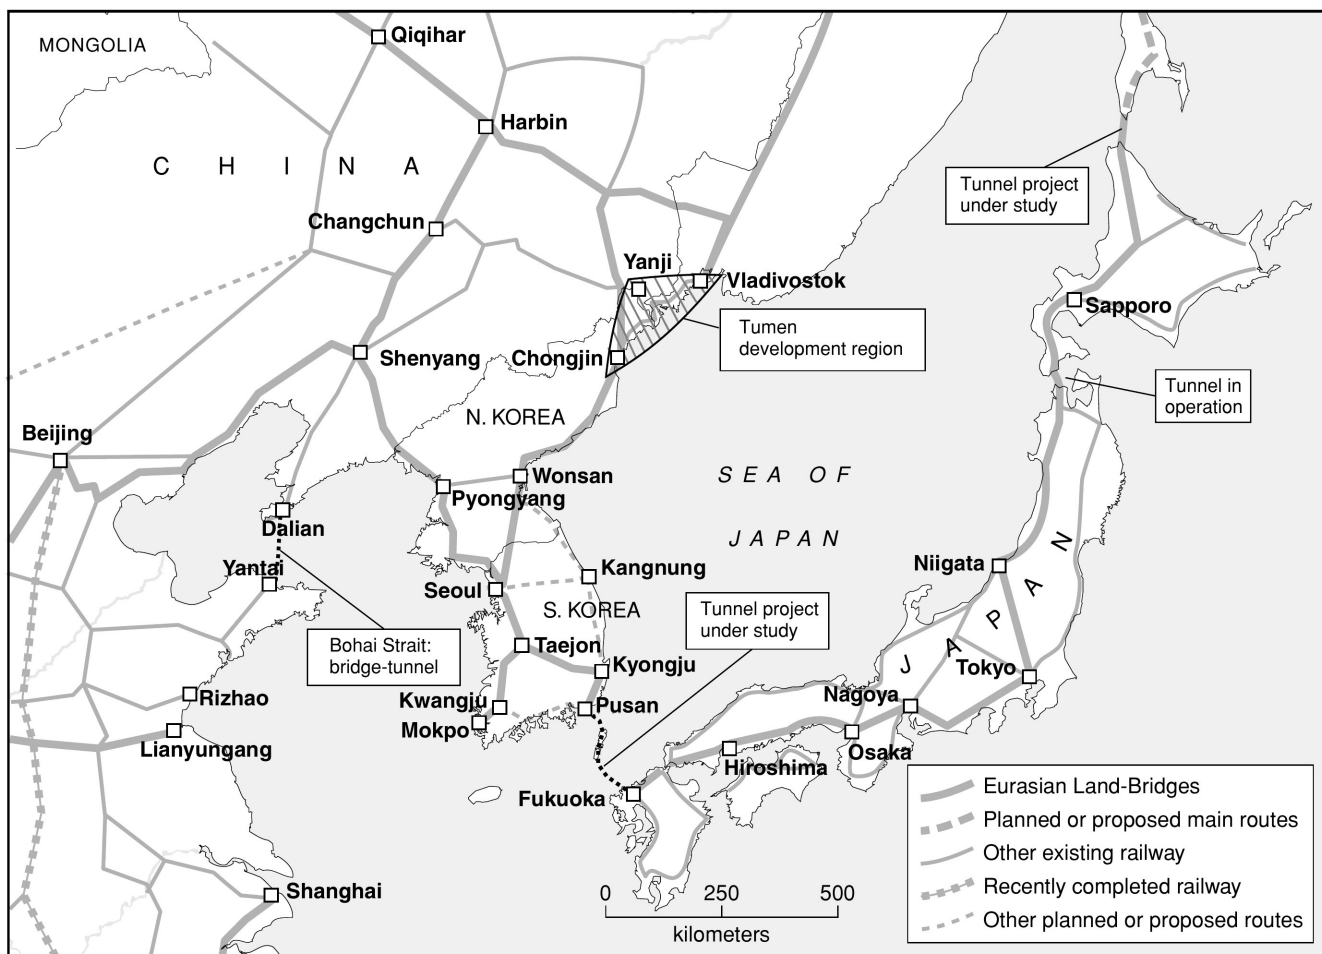 MONGOLIA
Qiqihar
Harbin
CHINA
Changchun
Tunnel project
under study
Yanji
Vladivostok
Sapporo
Tumen
development region
Shenyang
Chongjin
Tunnel in
operation
N. KOREA
Beijing
SEA OF
JAPAN
Wonsan
Pyongyang
Dalian
Yantai
Kangnung
Niigata
JAPAN
Seoul
S. KOREA
Tunnel project
under study
Bohai Strait:
bridge-tunnel
Taejon
Kyongju
Tokyo
Nagoya
Rizhao
Kwangju
Pusan
Mokpo
Lianyungang
Osaka
Hiroshima
Fukuoka
Shanghai
0 250 500
kilometers
Eurasian Land-Bridges
Planned or proposed main routes
Other existing railway
Recently completed railway
Other planned or proposed routes